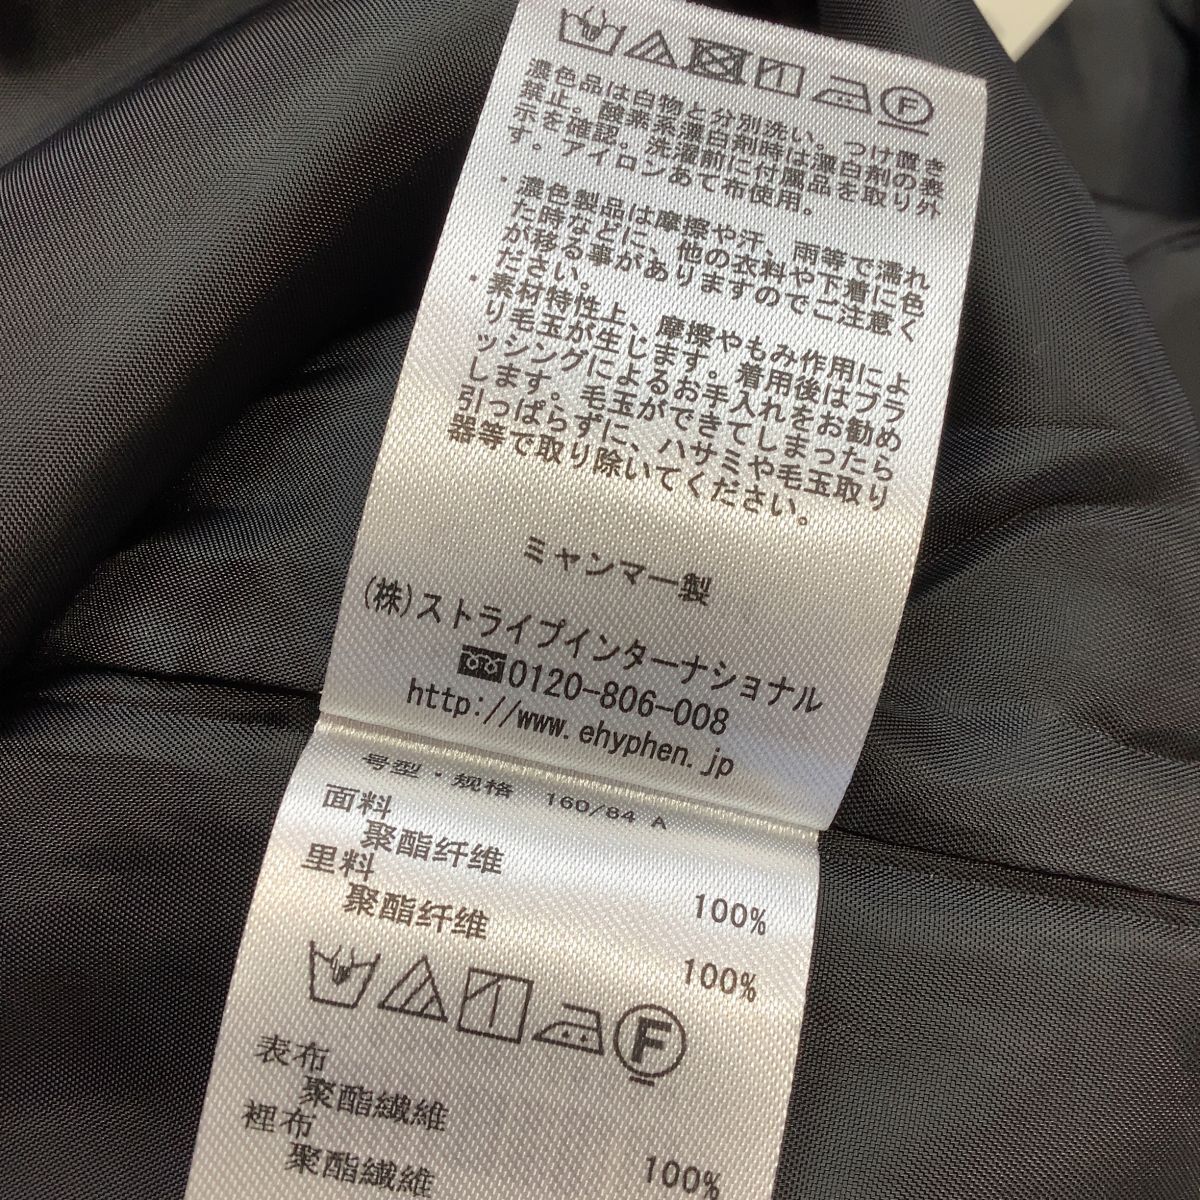 濃色品は白物と分別洗い。つけ置き
禁止。酸素系漂白剤時は漂白剤の表
示を確認。洗濯前に付属品を取り外
す。アイロンあて布使用。
・濃色製品は摩擦や汗、雨等で濡れ
た時などに、他の衣料や下着に色
が移る事がありますのでご注意く
ださい。
・素材特性上、摩擦やもみ作用によ
り毛玉が生じます。着用後はブラ
ッシングによるお手入れをお勧め
します。毛玉ができてしまったら
引っぱらずに、ハサミや毛玉取り
器等で取り除いてください。
ミャンマー製
(株)ストライプインターナショナル
0120-806-008
http://www.ehyphen.jp
号型・规格 160/84 A
面料
聚酯纤维 100%
里料
聚酯纤维 100%
F
表布
聚酯纖維 100%
裡布
聚酯纖維